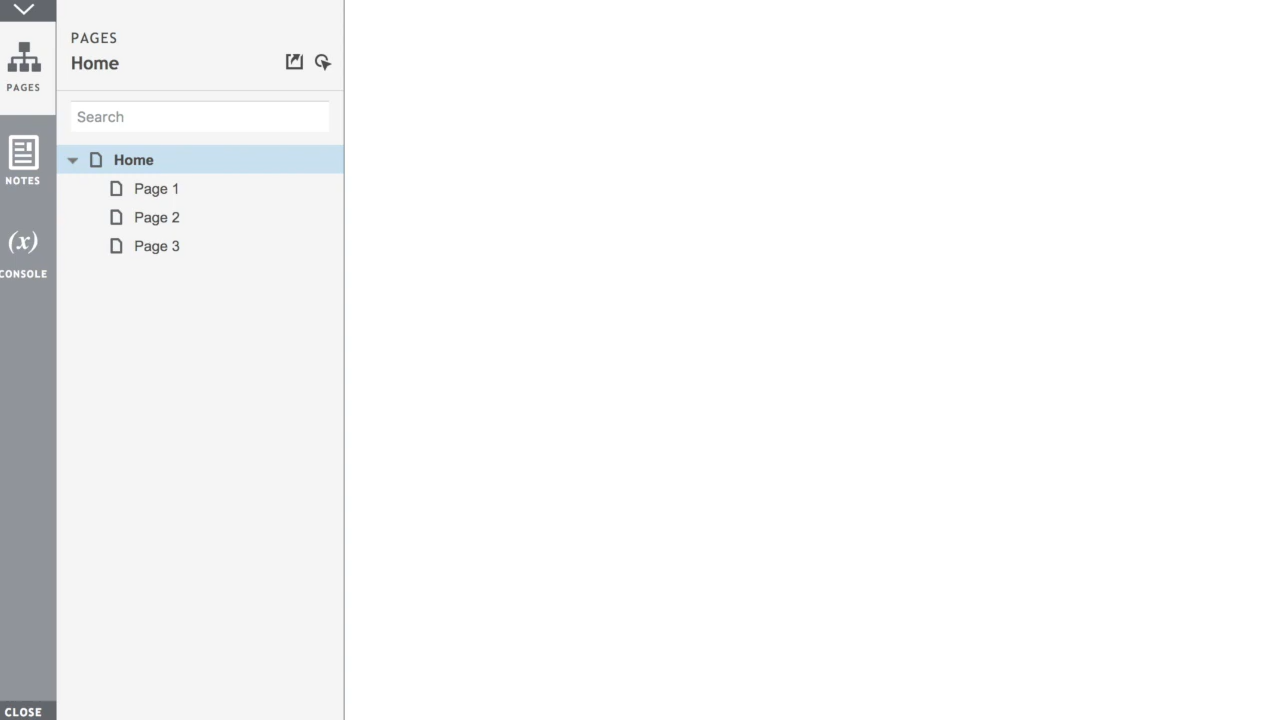 PAGES
Home
PAGES
Search
NOTES
Home
Page 1
Page 2
Page 3
(x)
CONSOLE
CLOSE